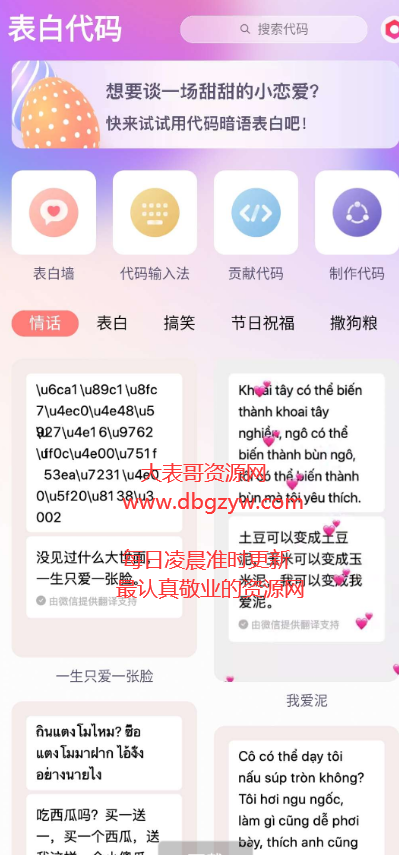 表白代码
搜索代码
想要谈一场甜甜的小恋爱?
快来试试用代码暗语表白吧!
表白墙
代码输入法
贡献代码
制作代码
情话
表白
搞笑
节日祝福
撒狗粮
\u6ca1\u89c1\u8fc
7\u4ec0\u4e48\u5
927\u4e16\u9762
\uff0c\u4e00\u751f
53ea\u7231\u4e0
0\u5f20\u8138\u3
002
没见过什么大世面,
一生只爱一张脸。
由微信提供翻译支持
一生只爱一张脸
Khoai tây có thể biến
thành khoai tây
nghiền, ngô có thể
biến thành bùn ngô,
tôi có thể biến thành
bùn mà tôi yêu thích.
土豆可以变成土豆
泥,玉米可以变成玉
米泥,我可以变成我
爱泥。
由微信提供翻译支持
我爱泥
大表哥资源网
www.dbgzyw.com
每日凌晨准时更新
最认真敬业的资源网
กินแตงโมไหม? ซื้อ
แตงโมมาฝาก ไอ้จ้ง
อย่างนายไง
吃西瓜吗?买一送
一,买一个西瓜,送
Cô có thể dạy tôi
nấu súp tròn không?
Tôi hơi ngu ngốc,
làm gì cũng dễ phơi
bày, thích anh cũng